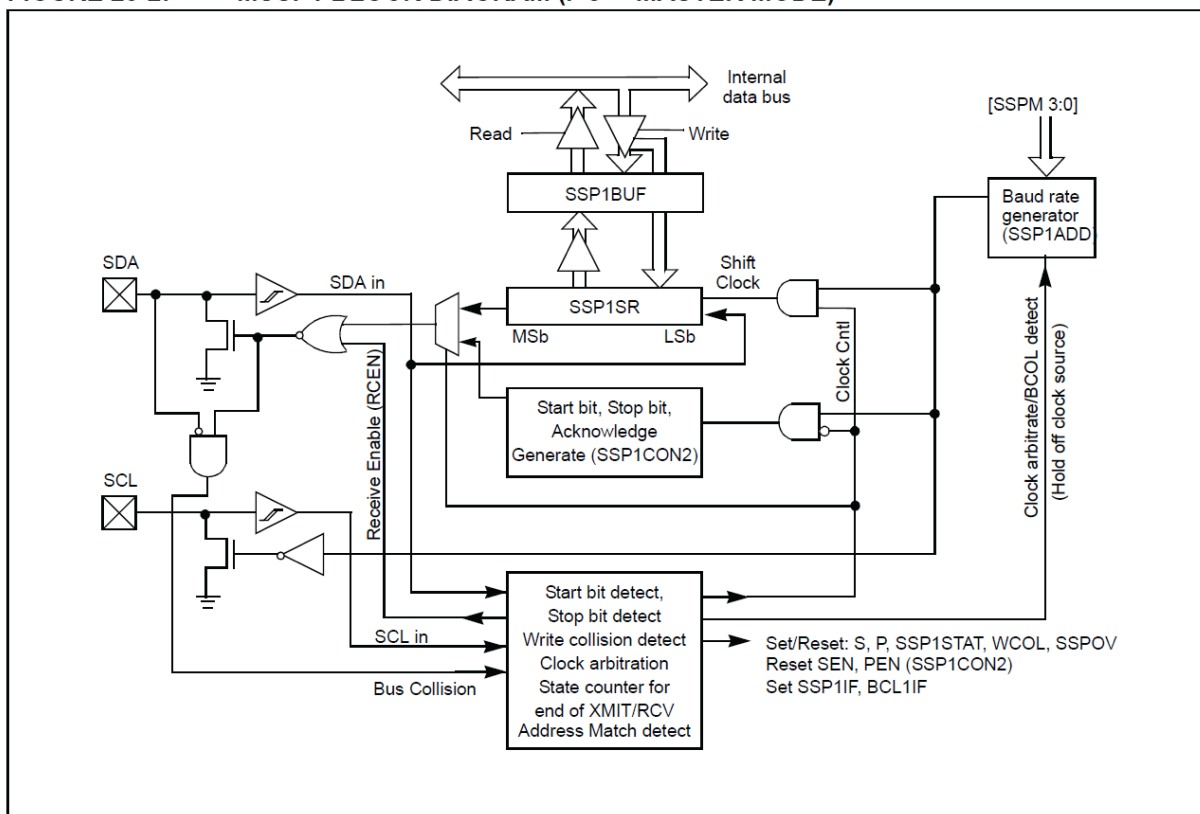 Internal
data bus
[SSPM 3:0]
Read
Write
SSP1BUF
Baud rate
generator
(SSP1ADD)
SDA
SDA in
Shift
Clock
SSP1SR
MSb
LSb
Clock Cntl
Start bit, Stop bit,
Acknowledge
Generate (SSP1CON2)
Receive Enable (RCEN)
Clock arbitrate/BCOL detect
(Hold off clock source)
SCL
SCL in
Bus Collision
Start bit detect,
Stop bit detect
Write collision detect
Clock arbitration
State counter for
end of XMIT/RCV
Address Match detect
Set/Reset: S, P, SSP1STAT, WCOL, SSPOV
Reset SEN, PEN (SSP1CON2)
Set SSP1IF, BCL1IF